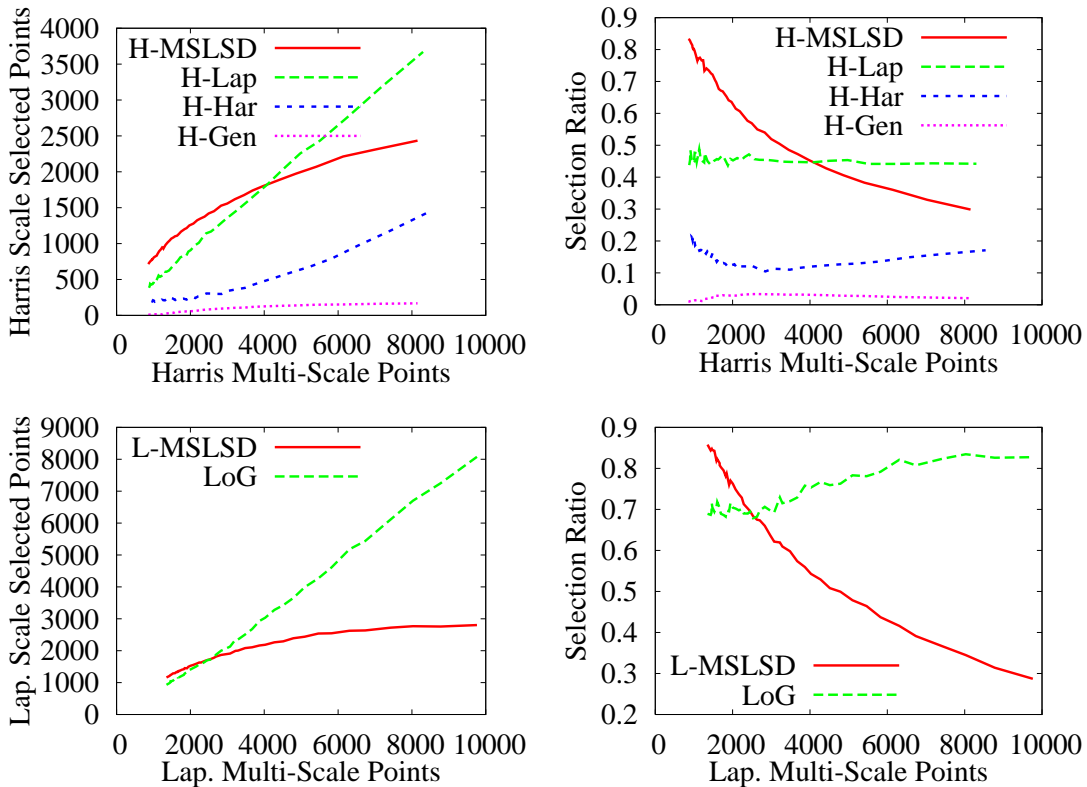 Harris Scale Selected Points
4000
3500
3000
2500
2000
1500
1000
500
0
H-MSLSD
H-Lap
H-Har
H-Gen
0 2000 4000 6000 8000 10000
Harris Multi-Scale Points
Selection Ratio
0.9
0.8
0.7
0.6
0.5
0.4
0.3
0.2
0.1
0
H-MSLSD
H-Lap
H-Har
H-Gen
0 2000 4000 6000 8000 10000
Harris Multi-Scale Points
Lap. Scale Selected Points
9000
8000
7000
6000
5000
4000
3000
2000
1000
0
L-MSLSD
LoG
0 2000 4000 6000 8000 10000
Lap. Multi-Scale Points
Selection Ratio
0.9
0.8
0.7
0.6
0.5
0.4
0.3
0.2
L-MSLSD
LoG
0 2000 4000 6000 8000 10000
Lap. Multi-Scale Points